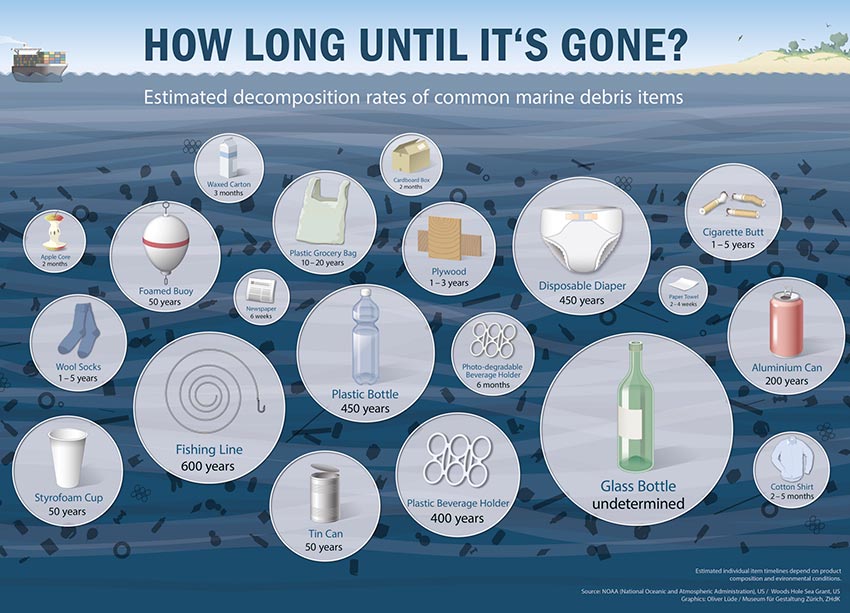 HOW LONG UNTIL IT'S GONE?
Estimated decomposition rates of common marine debris items
Waxed Carton
3 months
Cardboard Box
2 months
Apple Core
2 months
Foamed Buoy
50 years
Plastic Grocery Bag
10 – 20 years
Plywood
1 – 3 years
Disposable Diaper
450 years
Cigarette Butt
1 – 5 years
Newspaper
6 weeks
Paper Towel
2 – 4 weeks
Wool Socks
1 – 5 years
Fishing Line
600 years
Plastic Bottle
450 years
Photo-degradable
Beverage Holder
6 months
Glass Bottle
undetermined
Aluminium Can
200 years
Styrofoam Cup
50 years
Tin Can
50 years
Plastic Beverage Holder
400 years
Cotton Shirt
2 – 5 months
Estimated individual item timelines depend on product
composition and environmental conditions.
Source: NOAA (National Oceanic and Atmospheric Administration), US / Woods Hole Sea Grant, US
Graphics: Oliver Lüde / Museum für Gestaltung Zürich, ZHdK